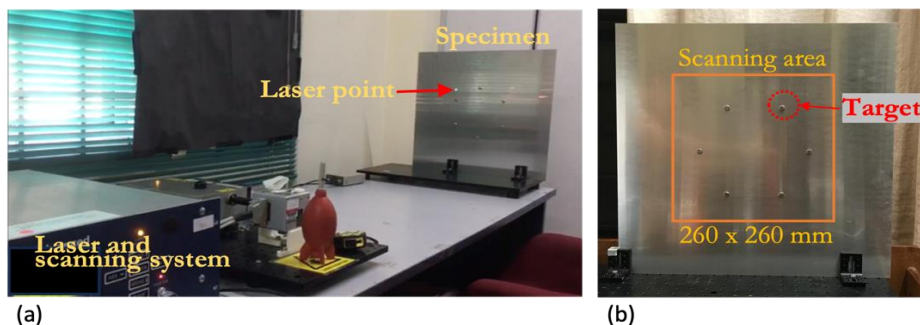 Specimen
Laser point
Laser and
scanning system
(a)
Scanning area
Target
260 x 260 mm
(b)